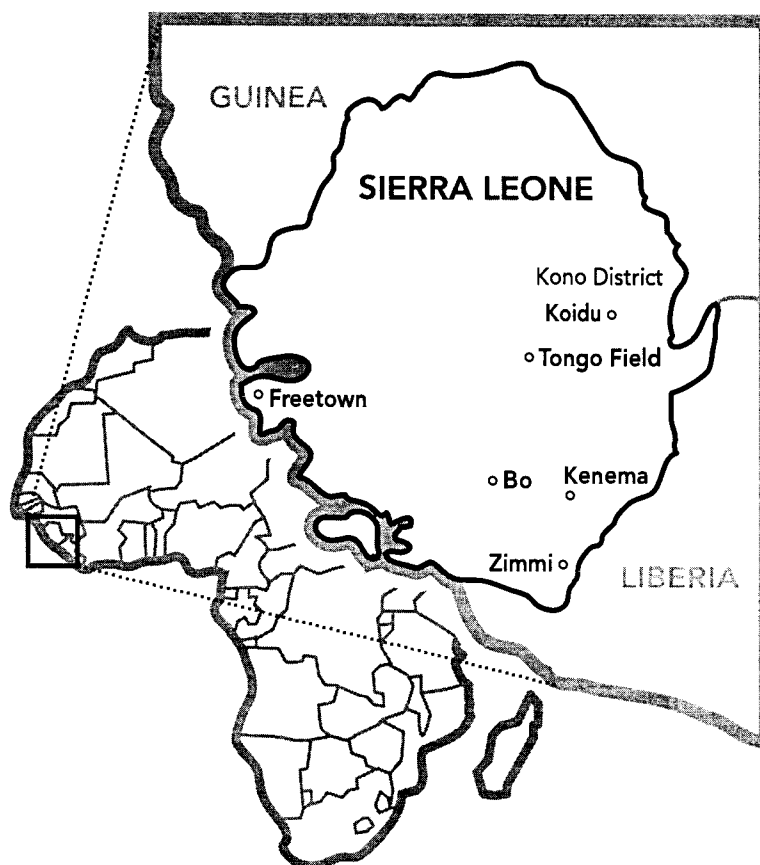 GUINEA
SIERRA LEONE
Kono District
Koidu
Tongo Field
Freetown
Bo
Kenema
Zimmi
LIBERIA